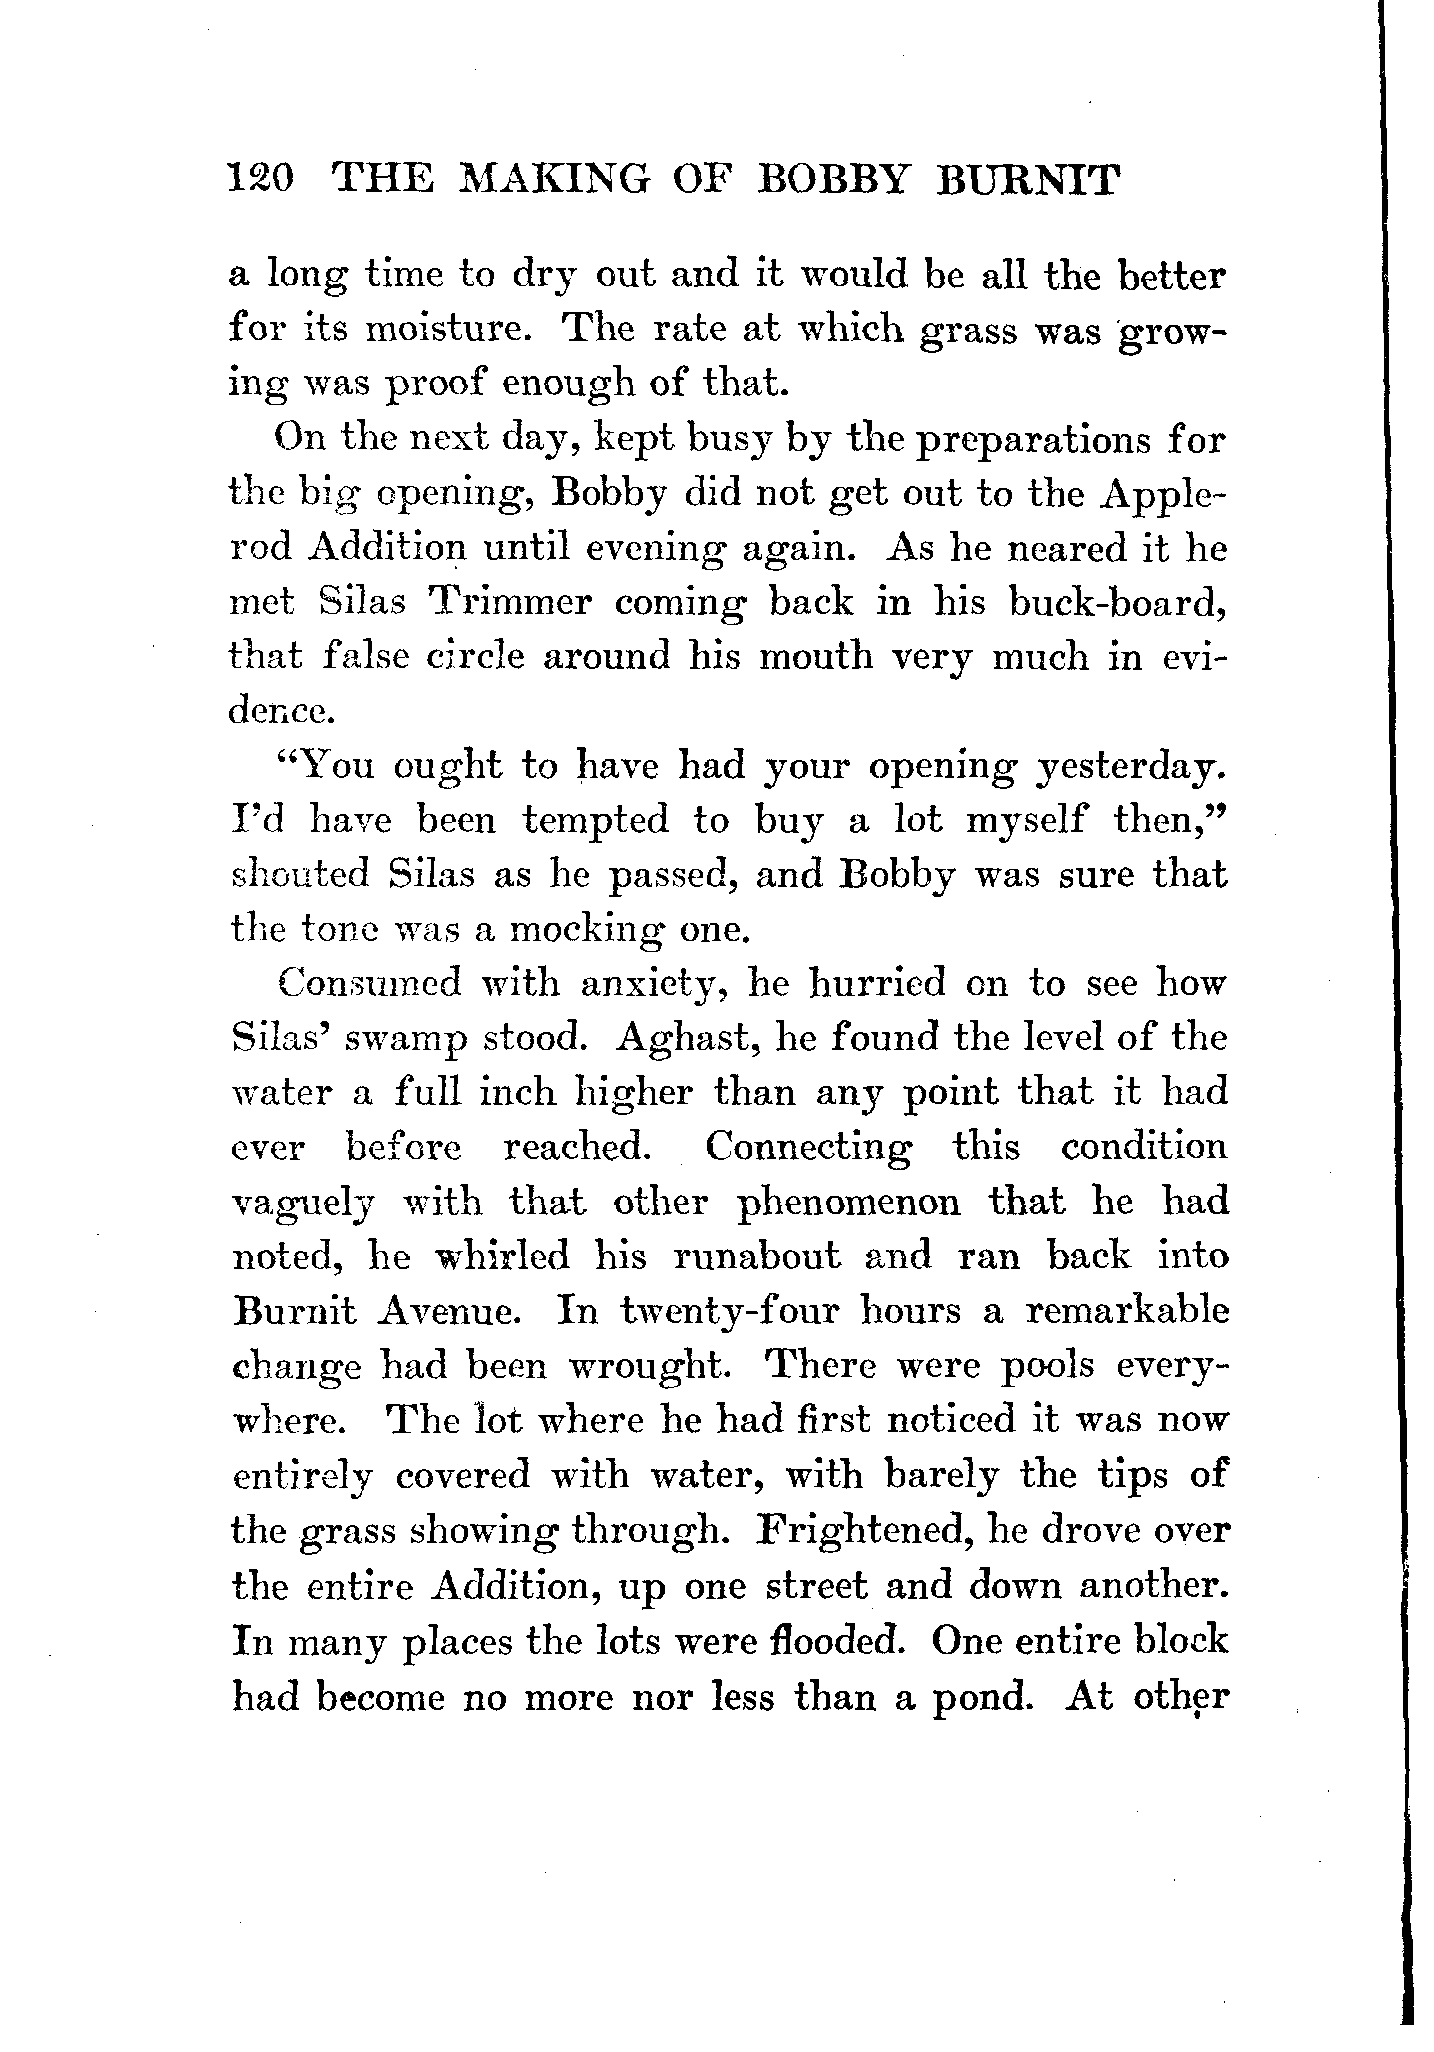 120 THE MAKING OF BOBBY BURNIT
a long time to dry out and it would be all the better
for its moisture. The rate at which grass was grow-
ing was proof enough of that.
On the next day, kept busy by the preparations for
the big opening, Bobby did not get out to the Apple-
rod Addition until evening again. As he neared it he
met Silas Trimmer coming back in his buck-board,
that false circle around his mouth very much in evi-
dence.
“You ought to have had your opening yesterday.
I’d have been tempted to buy a lot myself then,”
shouted Silas as he passed, and Bobby was sure that
the tone was a mocking one.
Consumed with anxiety, he hurried on to see how
Silas’ swamp stood. Aghast, he found the level of the
water a full inch higher than any point that it had
ever before reached. Connecting this condition
vaguely with that other phenomenon that he had
noted, he whirled his runabout and ran back into
Burnit Avenue. In twenty-four hours a remarkable
change had been wrought. There were pools every-
where. The lot where he had first noticed it was now
entirely covered with water, with barely the tips of
the grass showing through. Frightened, he drove over
the entire Addition, up one street and down another.
In many places the lots were flooded. One entire block
had become no more nor less than a pond. At other